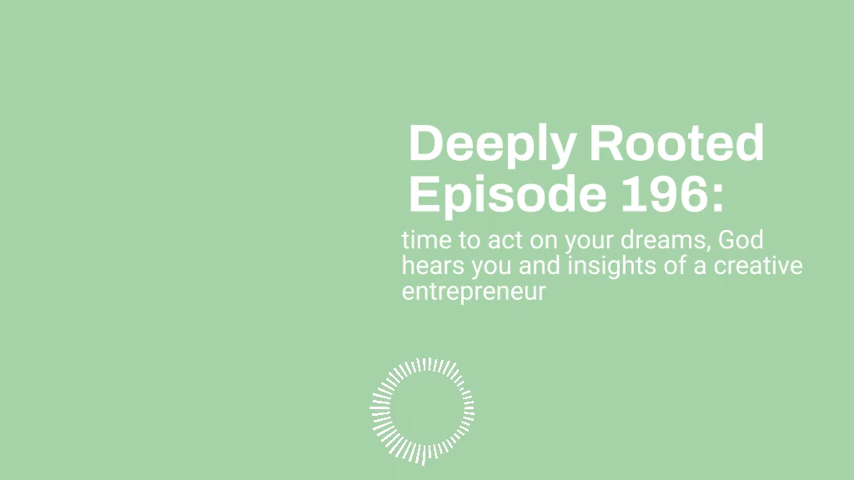 Deeply Rooted
Episode 196:
time to act on your dreams, God
hears you and insights of a creative
entrepreneur